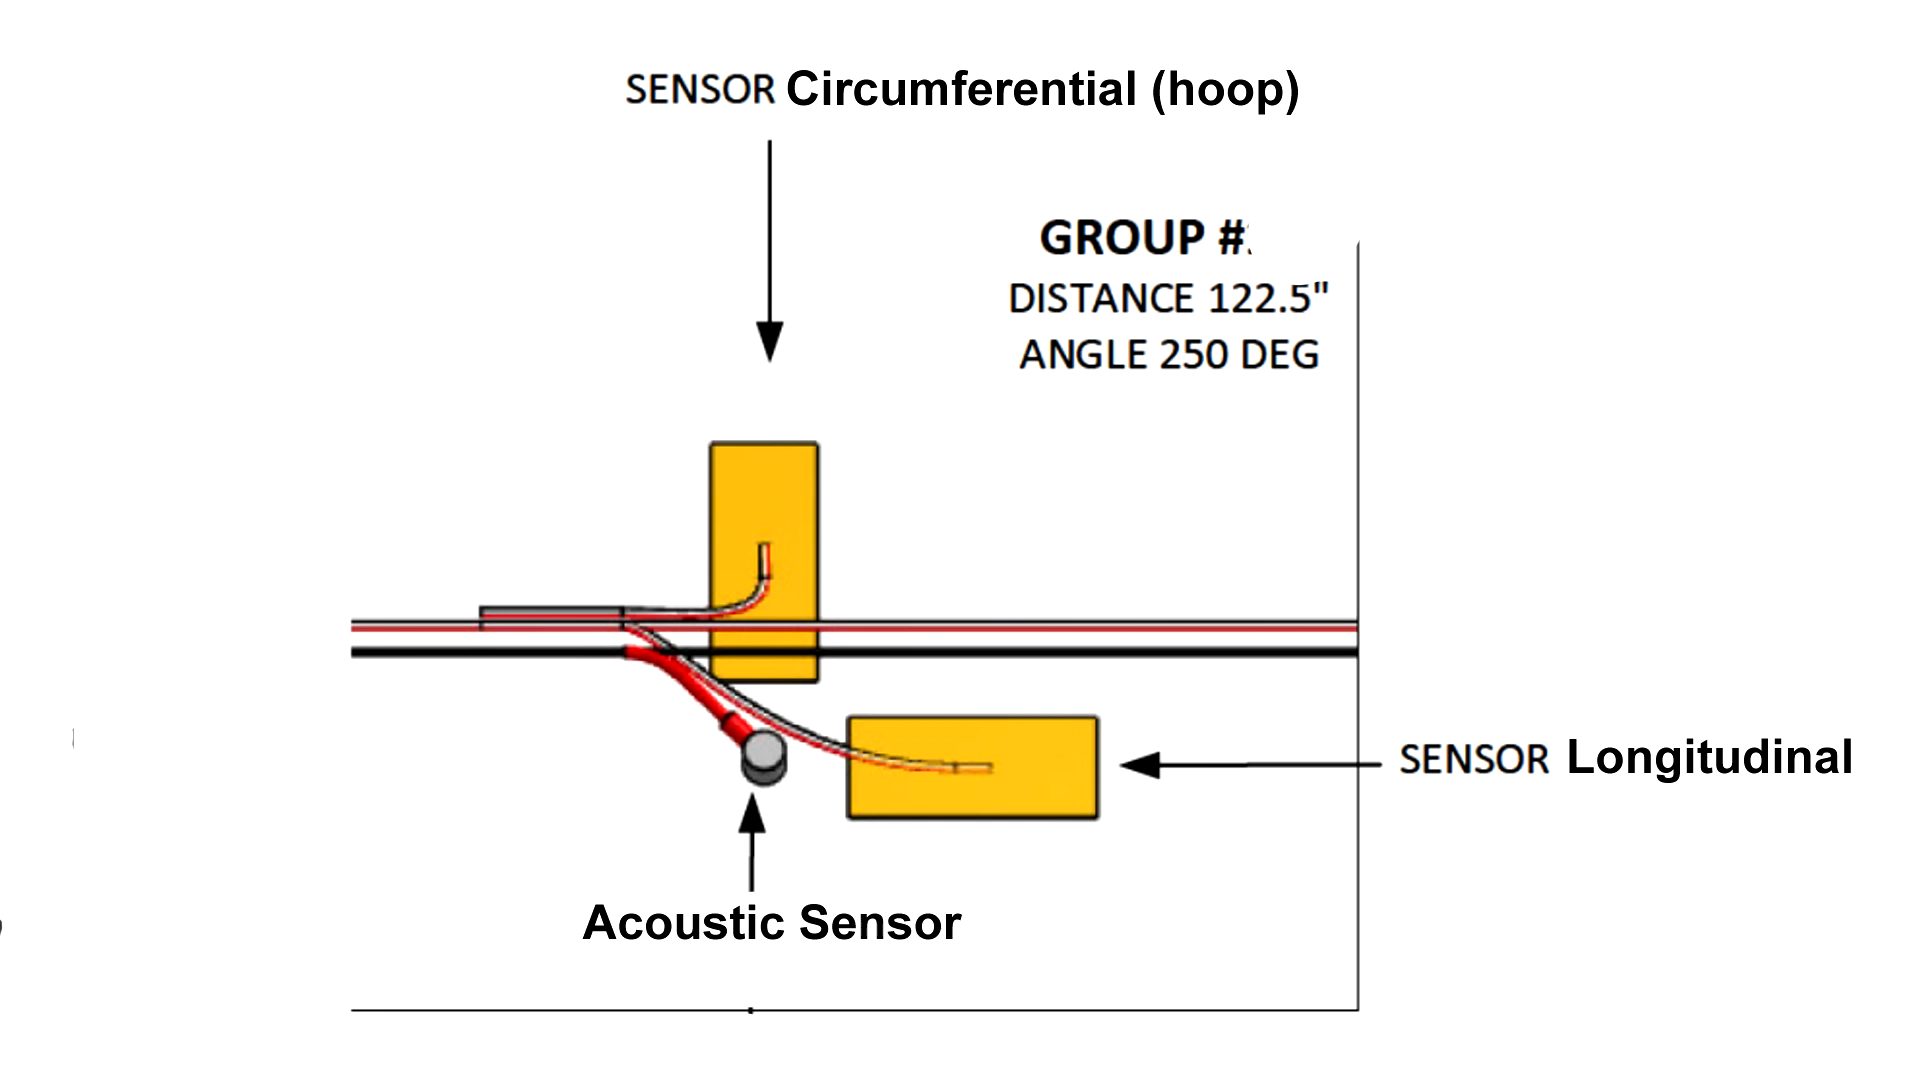 SENSOR Circumferential (hoop)
GROUP #
DISTANCE 122.5"
ANGLE 250 DEG
SENSOR Longitudinal
Acoustic Sensor